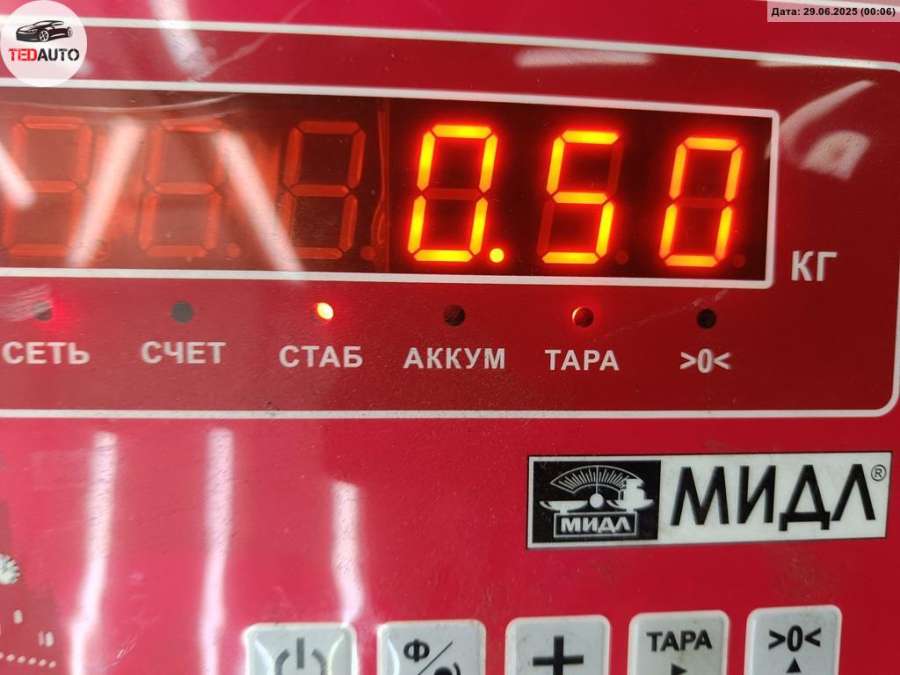 Дата: 29.06.2025 (00:06)
TEDAUTO
0.50
КГ
СЕТЬ СЧЕТ СТАБ АККУМ ТАРА >0<
МИДЛ МИДЛ®
Ф + ТАРА >0<